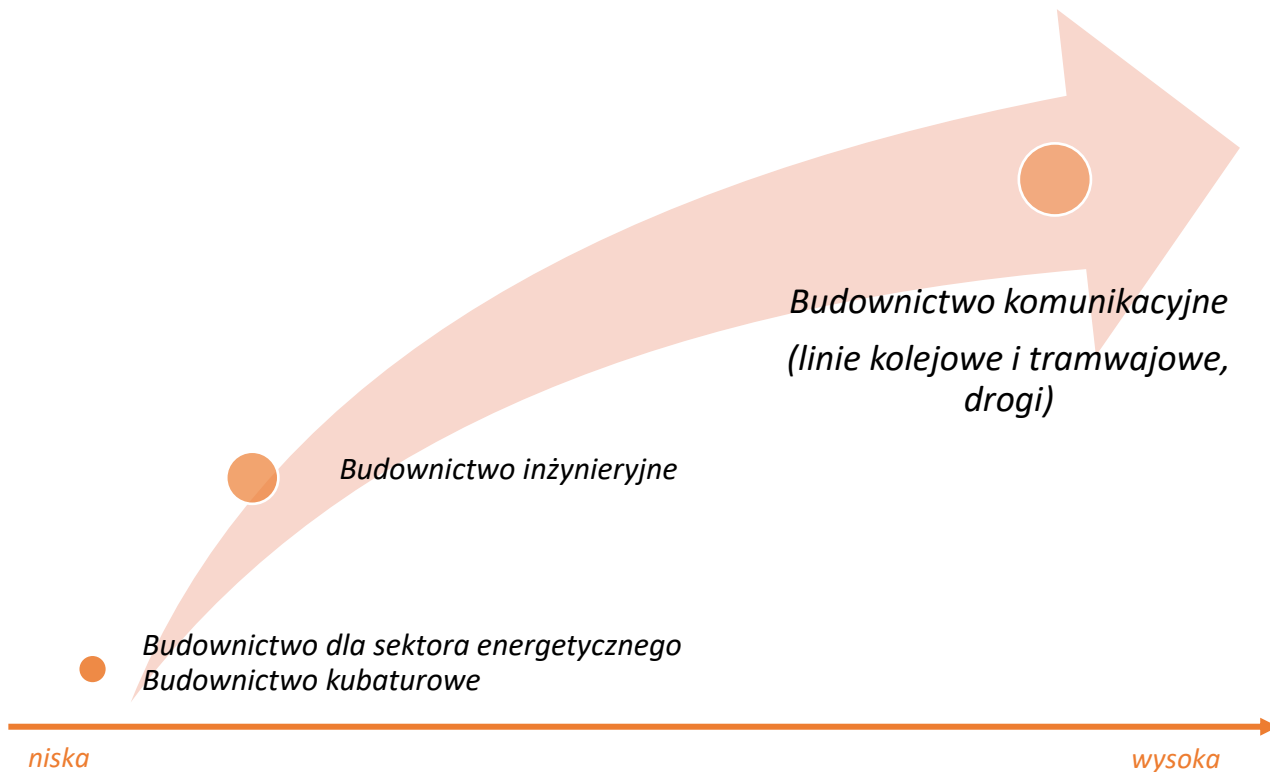 Budownictwo komunikacyjne
(linie kolejowe i tramwajowe,
drogi)
Budownictwo inżynieryjne
Budownictwo dla sektora energetycznego
Budownictwo kubaturowe
niska
wysoka